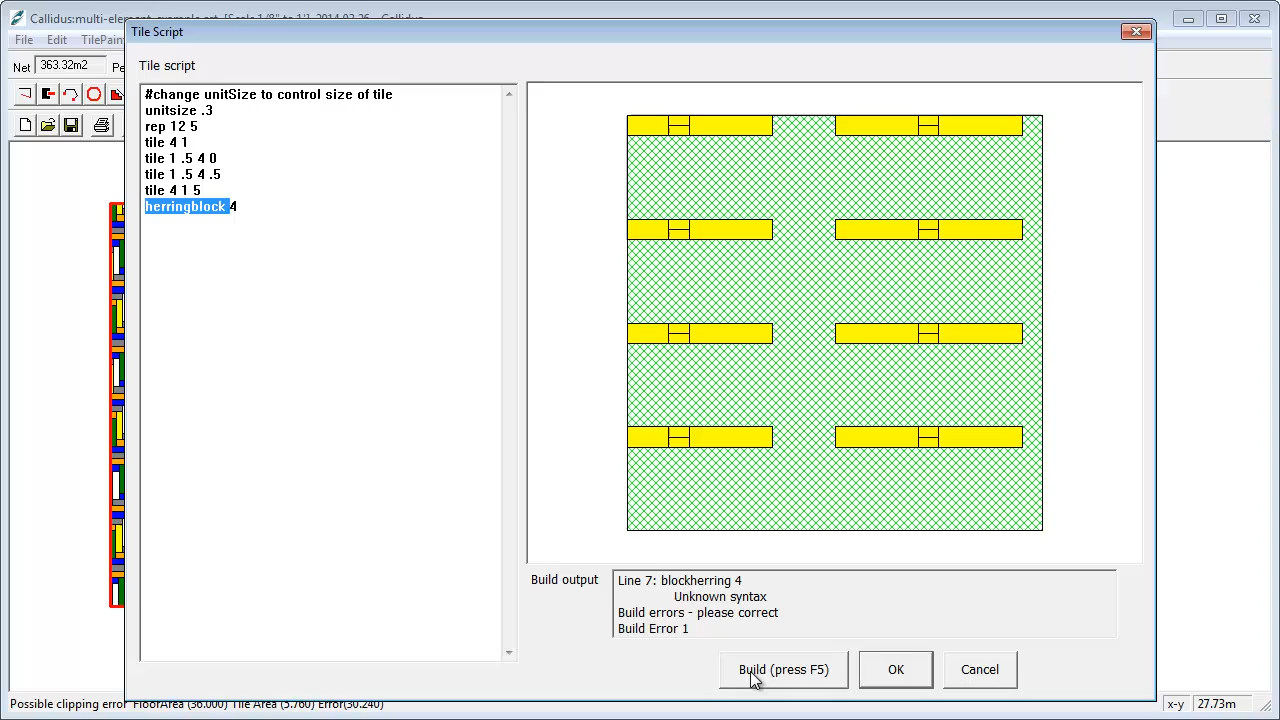 Callidus:multi-element-example.art [Scale 1/8" to 1'] 2014.03.26 - Callidus
Tile Script
File Edit TilePain
Net 363.32m2 Pe
Tile script
#change unitSize to control size of tile
unitsize .3
rep 12 5
tile 4 1
tile 1 .5 4 0
tile 1 .5 4 .5
tile 4 1 5
herringblock 4
Build output
Line 7: blockherring 4
Unknown syntax
Build errors - please correct
Build Error 1
Build (press F5) OK Cancel
Possible clipping error FloorArea (36.000) Tile Area (5.760) Error(30.240)
x-y 27.73m